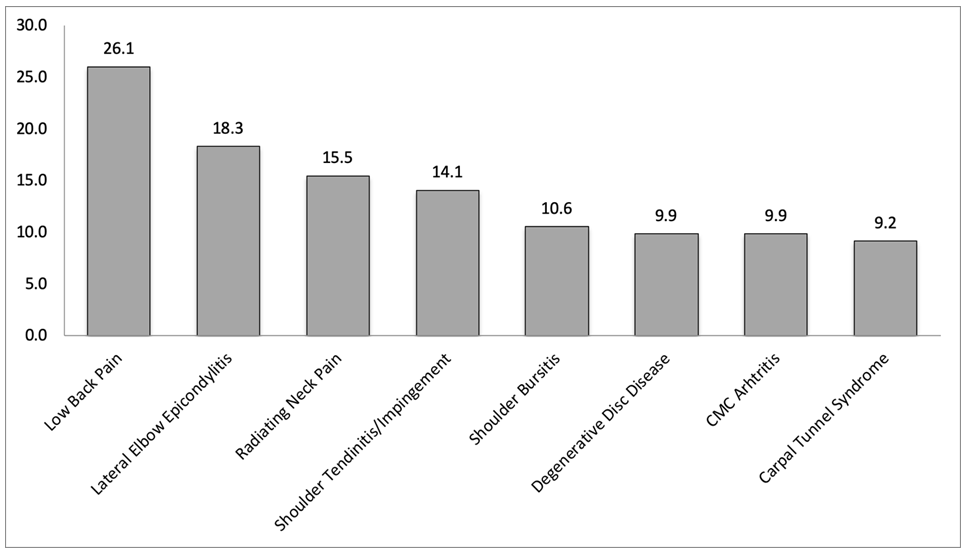 30.0
25.0
20.0
15.0
10.0
5.0
0.0
26.1
18.3
15.5
14.1
10.6
9.9
9.9
9.2
Low Back Pain
Lateral Elbow Epicondylitis
Radiating Neck Pain
Shoulder Tendinitis/Impingement
Shoulder Bursitis
Degenerative Disc Disease
CMC Arhtritis
Carpal Tunnel Syndrome